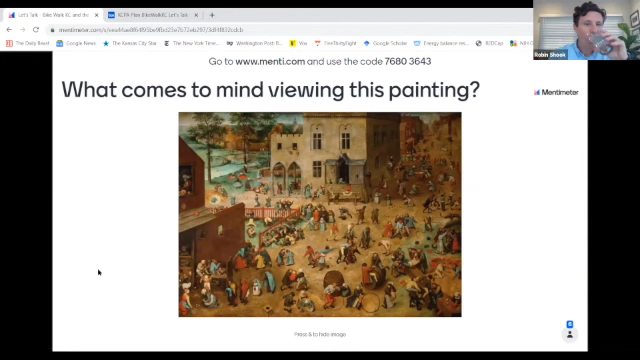 Let's Talk - Bike Walk KC and the
KCPA Plan BikeWalkKC, Let's Talk
Go to www.menti.com and use the code 7680 3643
What comes to mind viewing this painting?
Mentimeter
Robin Shook
The Daily Beast
Google News
the Kansas City Star
The New York Time...
Washington Post:
FiveThirtyEight
Google Scholar
Energy balance me...
REDCap
Press to hide image